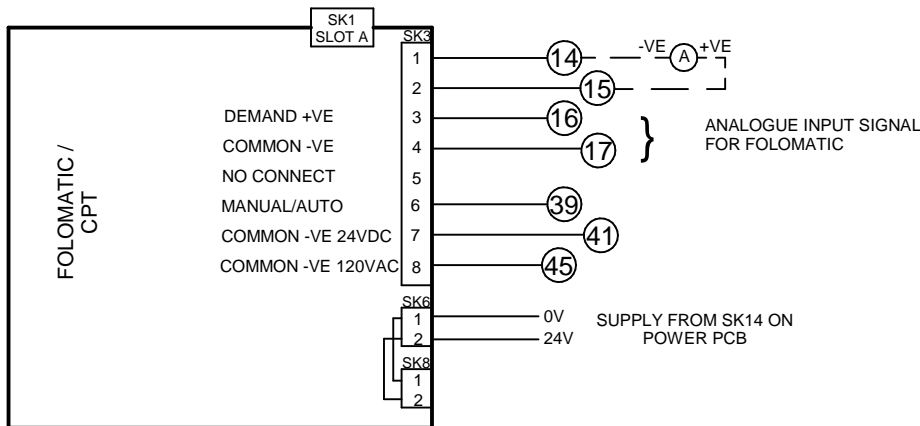 SK1
SLOT A
SK3
1
14
-VE
A
+VE
2
15
DEMAND +VE
3
16
COMMON -VE
4
17
ANALOGUE INPUT SIGNAL
FOR FOLOMATIC
NO CONNECT
5
MANUAL/AUTO
6
39
COMMON -VE 24VDC
7
41
COMMON -VE 120VAC
8
45
FOLOMATIC /
CPT
SK6
1
0V
2
24V
SUPPLY FROM SK14 ON
POWER PCB
SK8
1
2